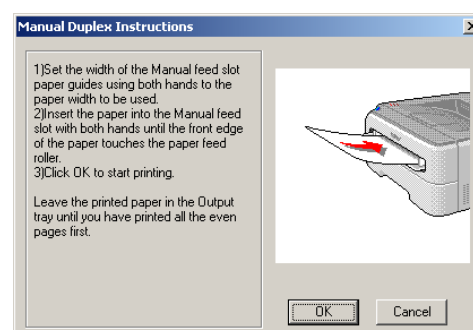 Manual Duplex Instructions
1)Set the width of the Manual feed slot
paper guides using both hands to the
paper width to be used.
2)Insert the paper into the Manual feed
slot with both hands until the front edge
of the paper touches the paper feed
roller.
3)Click OK to start printing.
Leave the printed paper in the Output
tray until you have printed all the even
pages first.
OK
Cancel